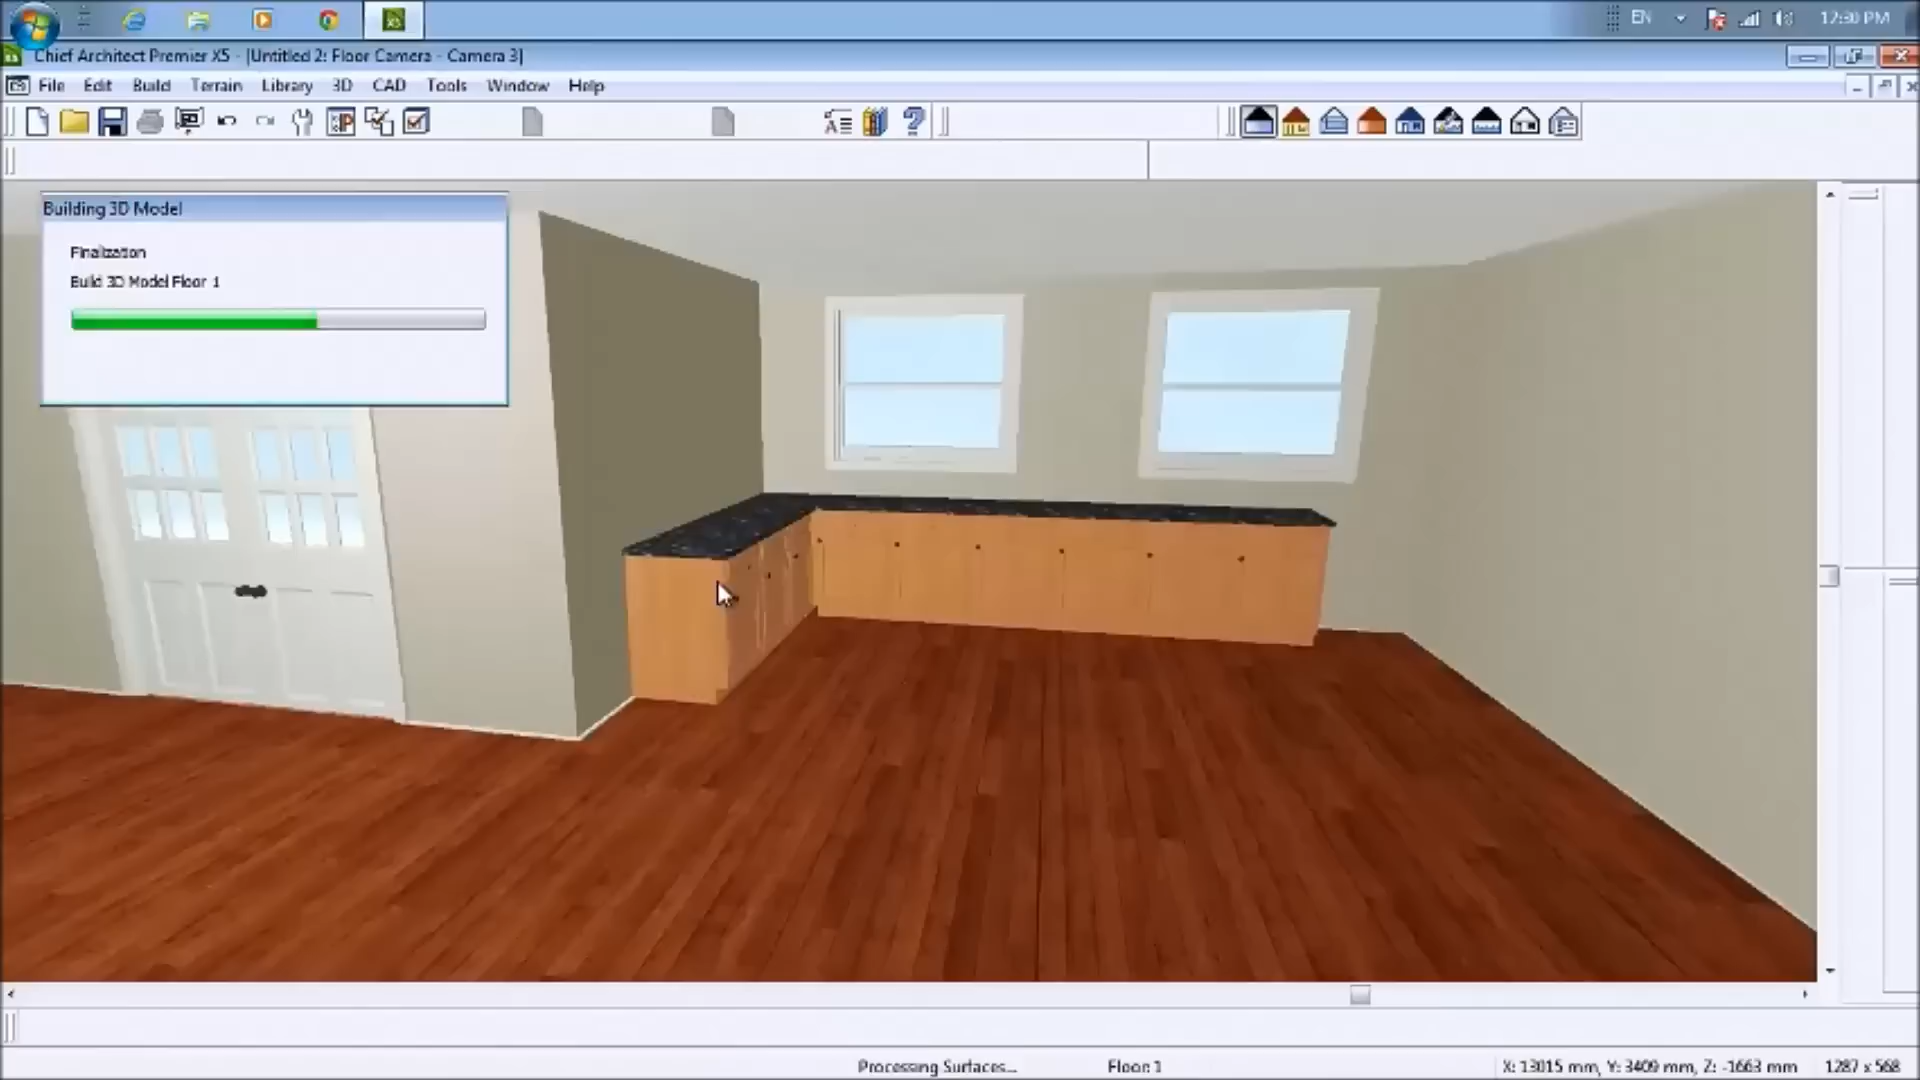 EN
12:30 PM
Chief Architect Premier X5 - [Untitled 2: Floor Camera - Camera 3]
File Edit Build Terrain Library 3D CAD Tools Window Help
Building 3D Model
Finalization
Build 3D Model Floor 1
Processing Surfaces... Floor: 1 X: 13015 mm, Y: 3409 mm, Z: -1663 mm 1287 x 568